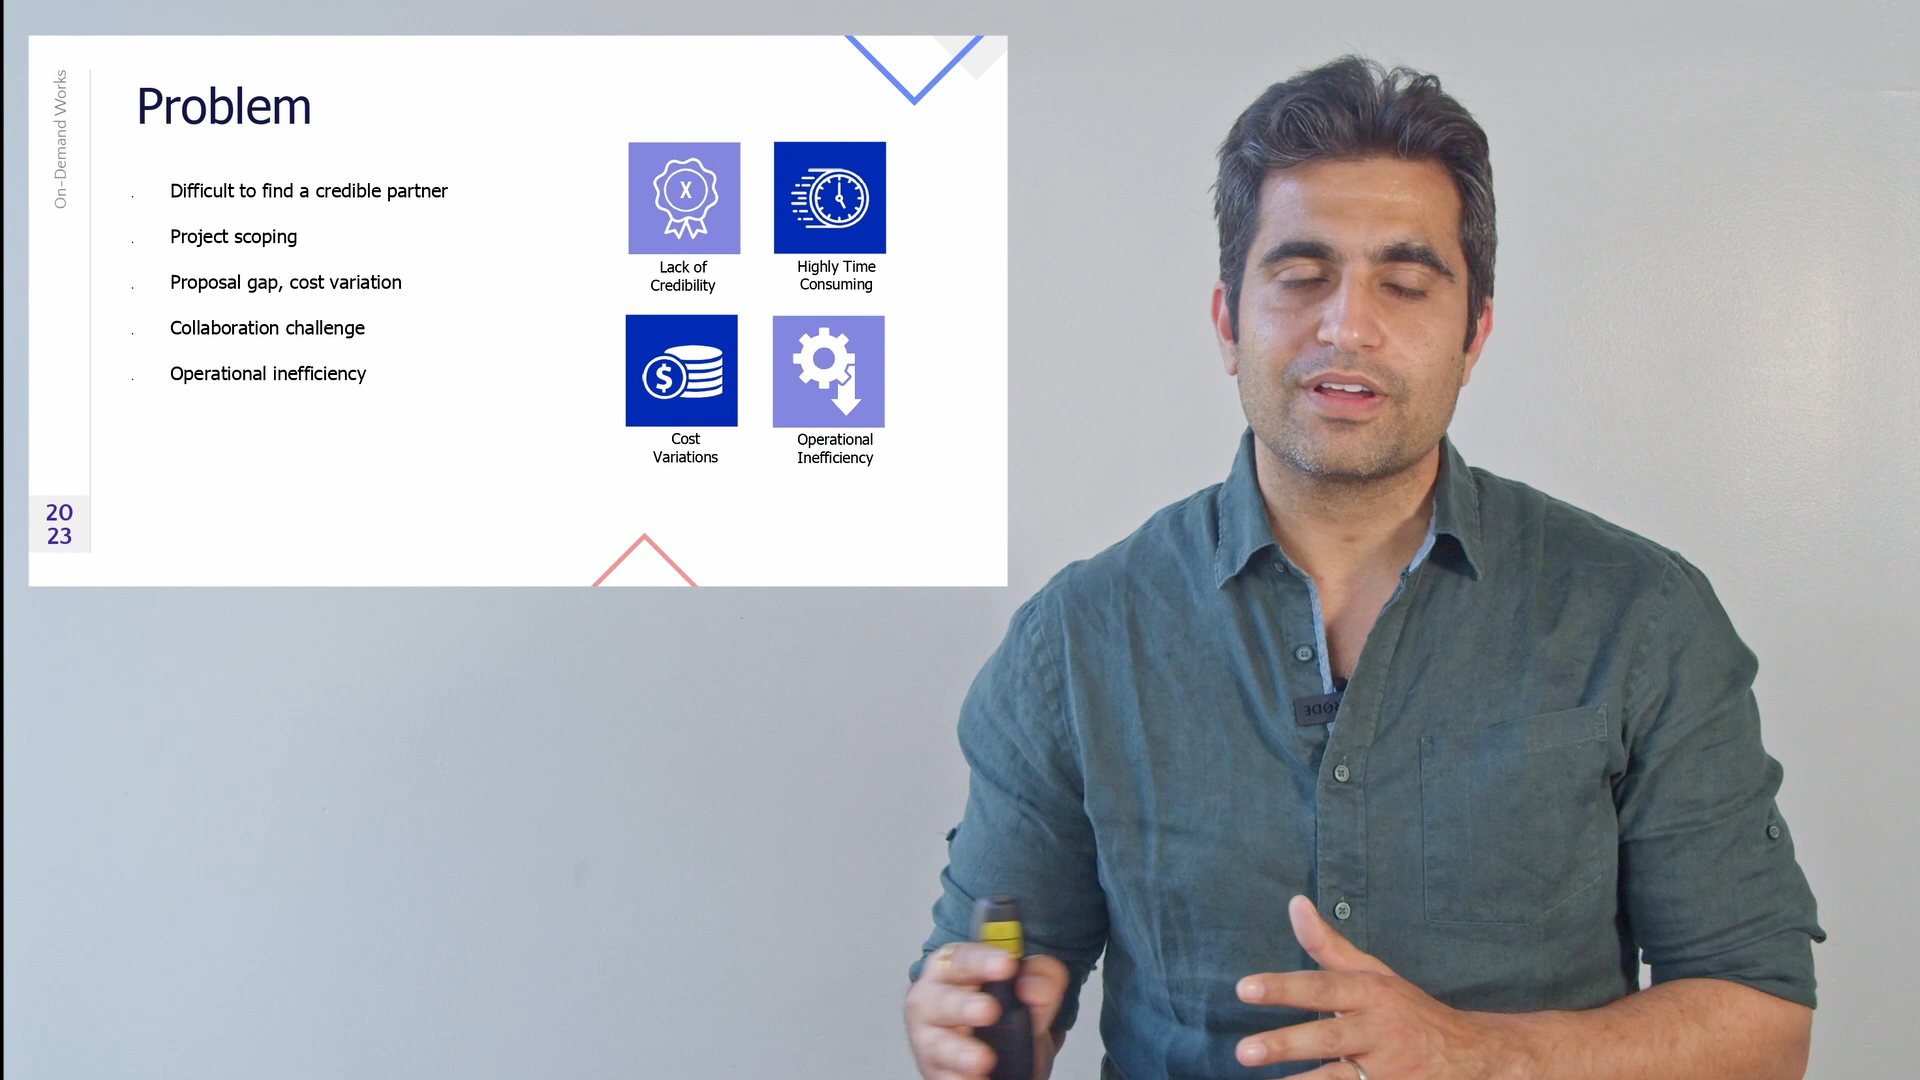 On-Demand Works
Problem
Difficult to find a credible partner
Project scoping
Proposal gap, cost variation
Collaboration challenge
Operational inefficiency
X
Lack of
Credibility
Highly Time
Consuming
$
Cost
Variations
Operational
Inefficiency
20
23
RØDE